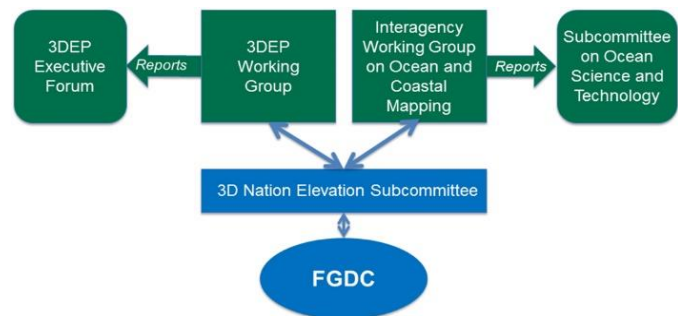 3DEP
Executive
Forum
Reports
3DEP
Working
Group
Interagency
Working Group
on Ocean and
Coastal
Mapping
Reports
Subcommittee
on Ocean
Science and
Technology
3D Nation Elevation Subcommittee
FGDC